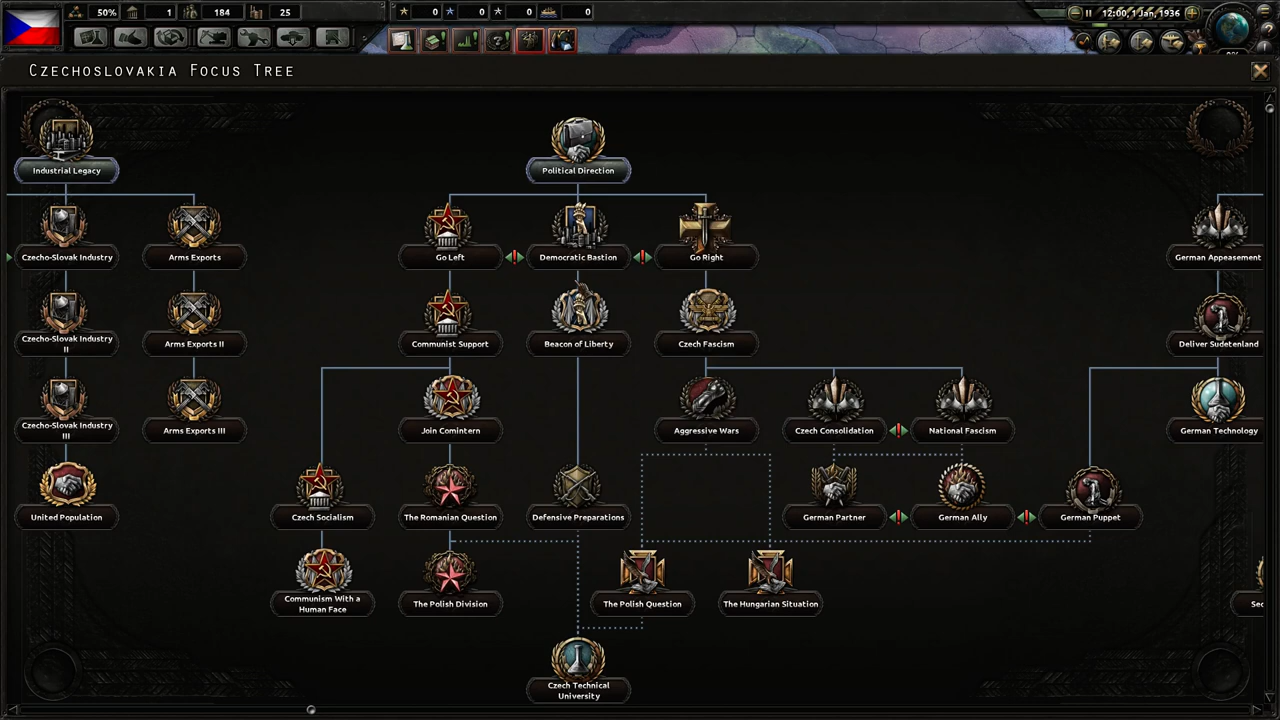 50%
1
184
25
0
0
0
0
12:00, 1 Jan, 1936
Czechoslovakia Focus Tree
Industrial Legacy
Political Direction
Czecho-Slovak Industry
Arms Exports
Go Left
Democratic Bastion
Go Right
German Appeasement
Czecho-Slovak Industry
II
Arms Exports II
Communist Support
Beacon of Liberty
Czech Fascism
Deliver Sudetenland
Czecho-Slovak Industry
III
Arms Exports III
Join Comintern
Aggressive Wars
Czech Consolidation
National Fascism
German Technology
United Population
Czech Socialism
The Romanian Question
Defensive Preparations
German Partner
German Ally
German Puppet
Communism With a
Human Face
The Polish Division
The Polish Question
The Hungarian Situation
Sec
Czech Technical
University